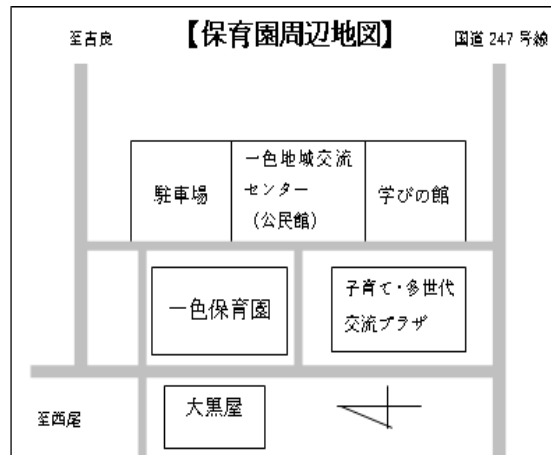 【保育園周辺地図】
至吉良
国道247号線
駐車場
一色地域交流
センター
(公民館)
学びの館
一色保育園
子育て・多世代
交流プラザ
大黒屋
至西尾